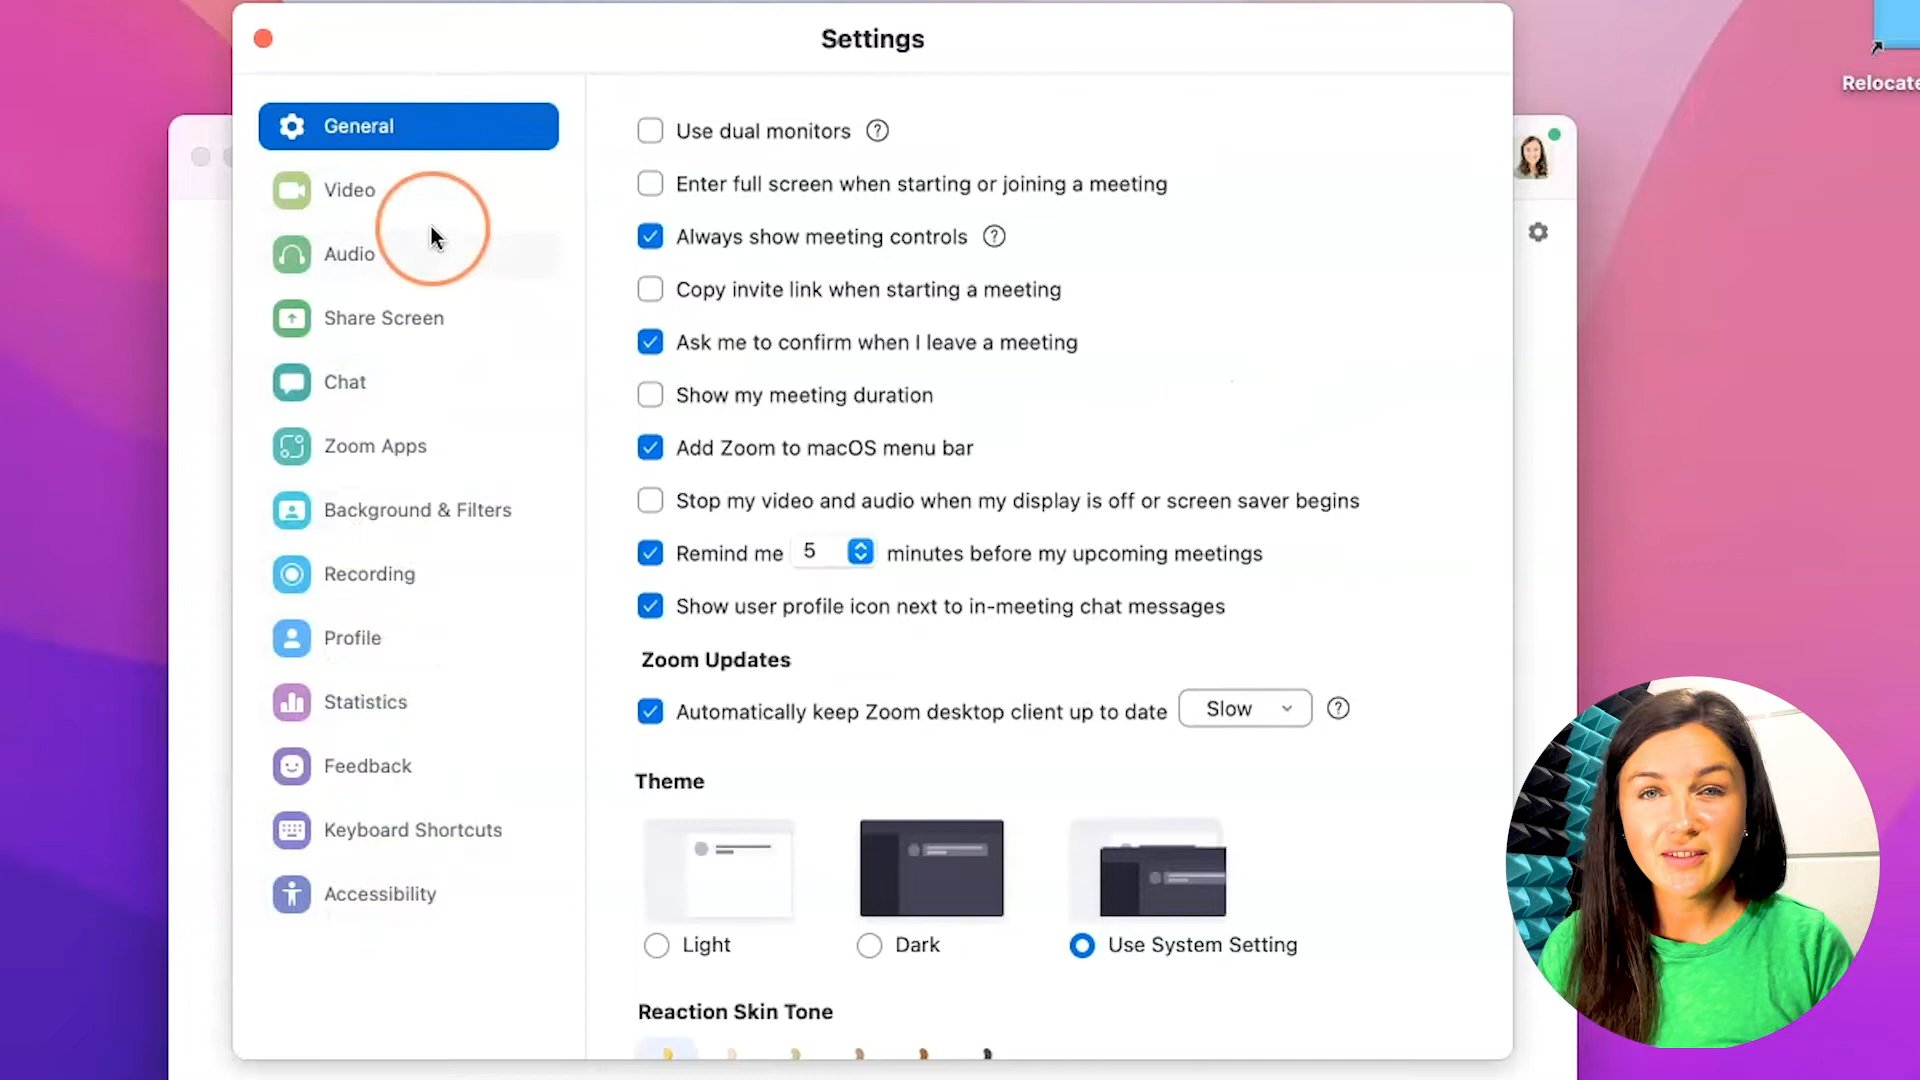 Settings
Relocate
General
Video
Audio
Share Screen
Chat
Zoom Apps
Background & Filters
Recording
Profile
Statistics
Feedback
Keyboard Shortcuts
Accessibility
Use dual monitors ?
Enter full screen when starting or joining a meeting
Always show meeting controls ?
Copy invite link when starting a meeting
Ask me to confirm when I leave a meeting
Show my meeting duration
Add Zoom to macOS menu bar
Stop my video and audio when my display is off or screen saver begins
Remind me 5 minutes before my upcoming meetings
Show user profile icon next to in-meeting chat messages
Zoom Updates
Automatically keep Zoom desktop client up to date Slow ?
Theme
Light Dark Use System Setting
Reaction Skin Tone